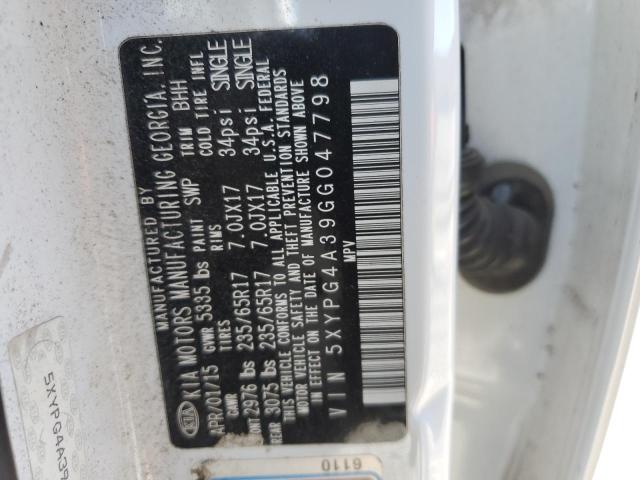 MANUFACTURED BY
KIA KIA MOTORS MANUFACTURING GEORGIA, INC.
APR/01/15 GVWR 5335 lbs PAINT SWP TRIM BHH
GAWR TIRES RIMS COLD TIRE INFL
FRONT 2976 lbs 235/65R17 7.0JX17 34psi SINGLE
REAR 3075 lbs 235/65R17 7.0JX17 34psi SINGLE
THIS VEHICLE CONFORMS TO ALL APPLICABLE U.S.A. FEDERAL
MOTOR VEHICLE SAFETY AND THEFT PREVENTION STANDARDS
IN EFFECT ON THE DATE OF MANUFACTURE SHOWN ABOVE
VIN 5XYPG4A39GG047798
MPV
5XYPG4A39
6110